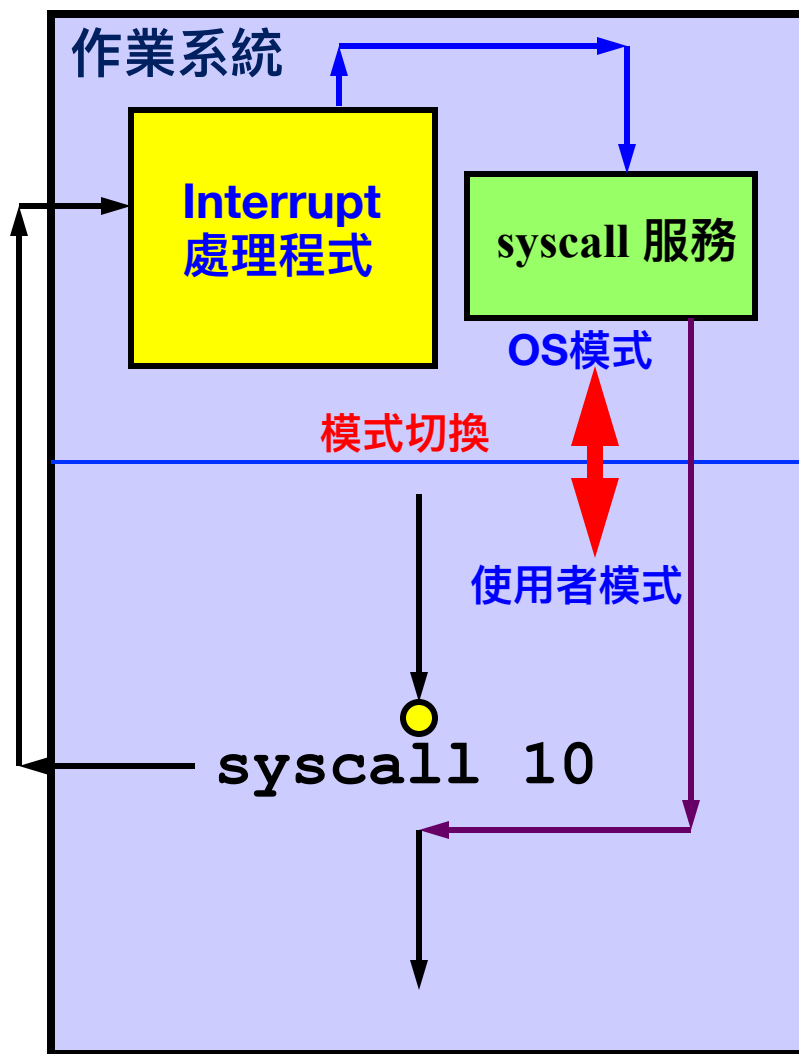 作業系統
Interrupt
處理程式
syscall 服務
OS模式
模式切換
使用者模式
syscall 10